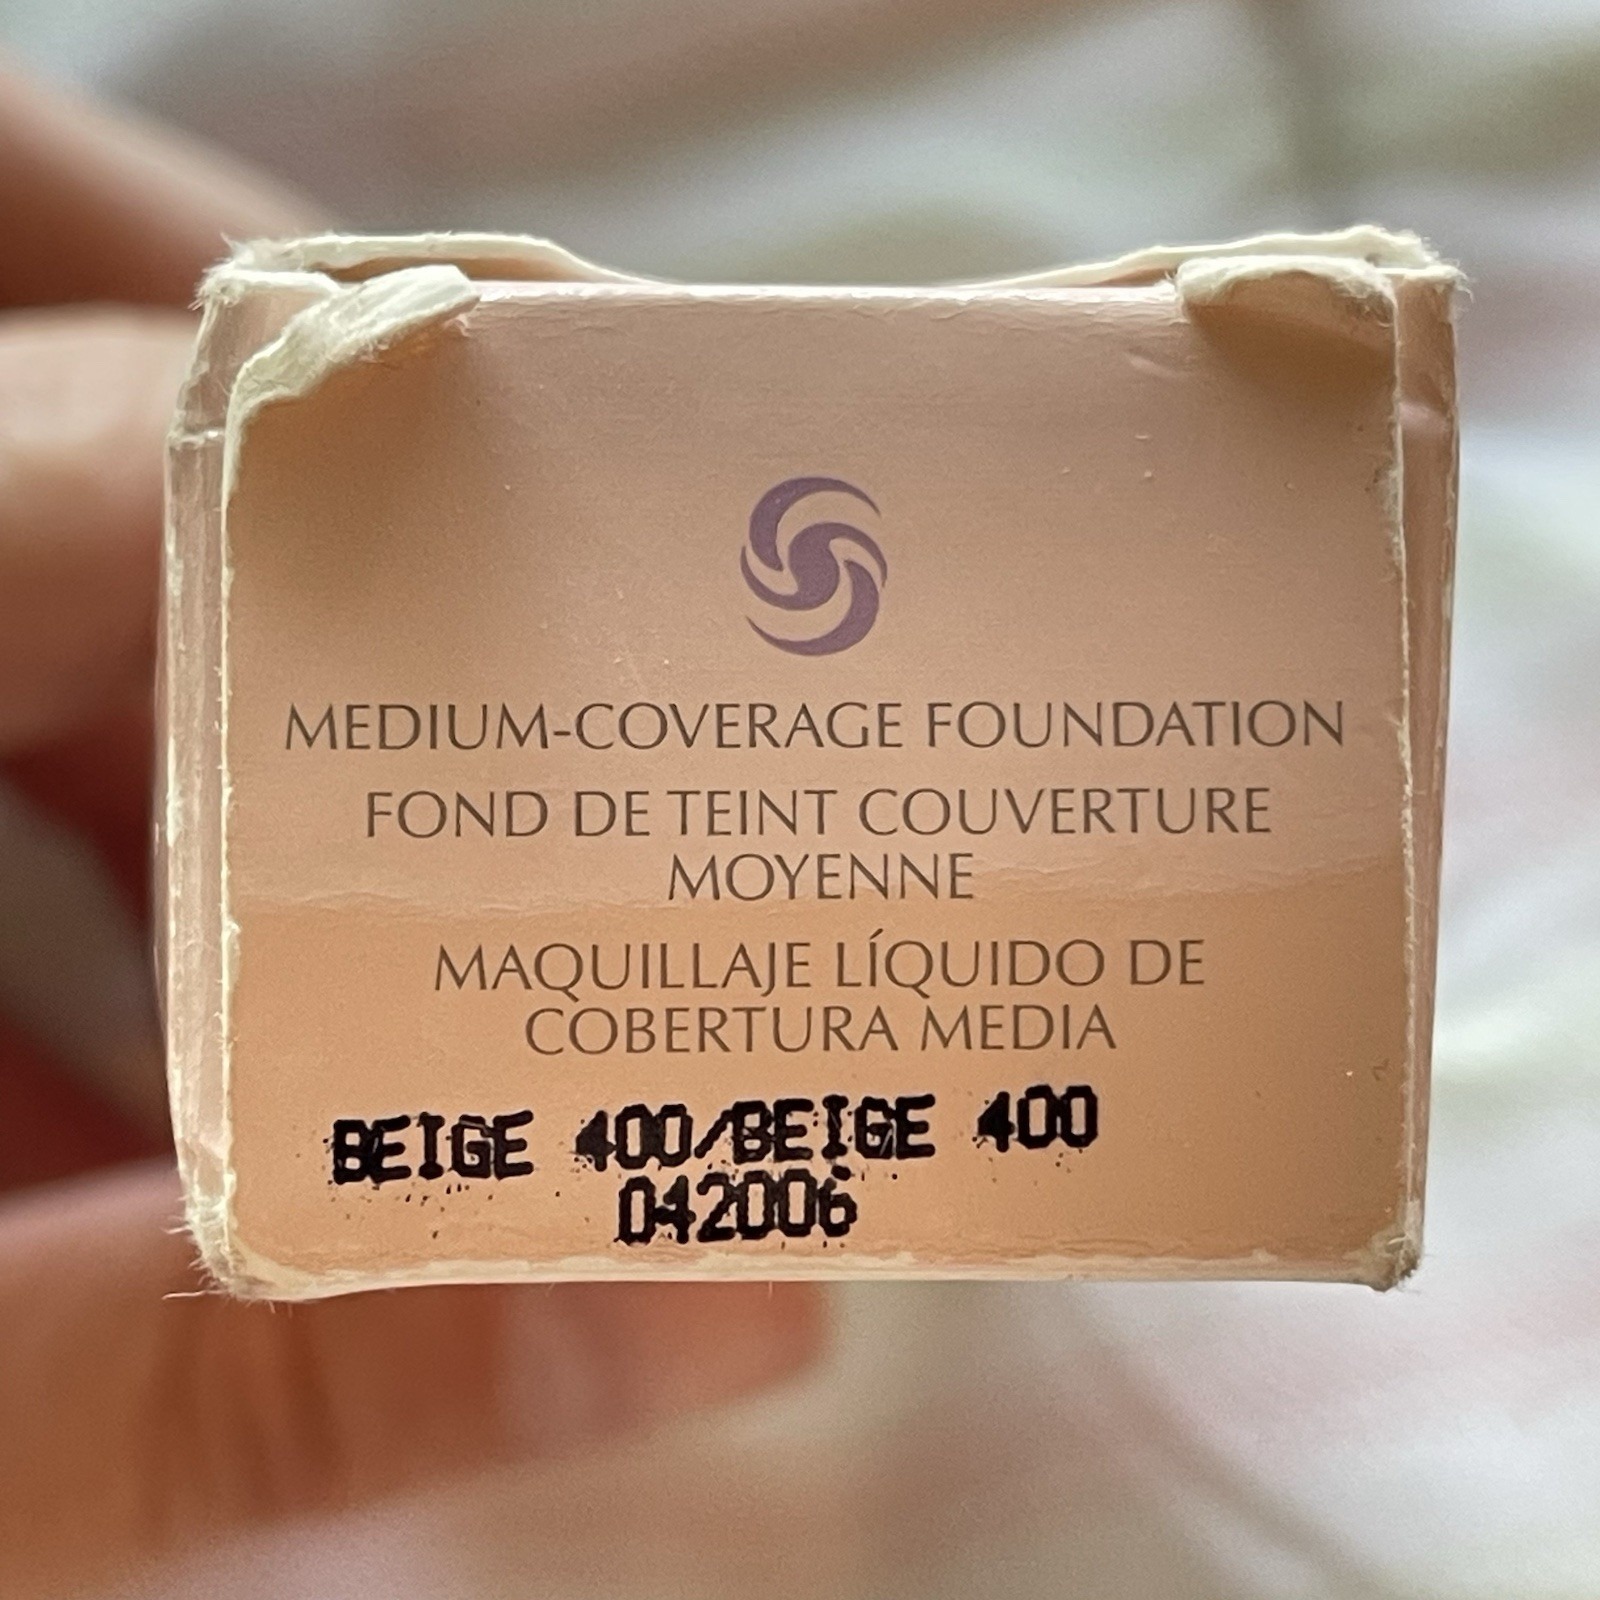 MEDIUM-COVERAGE FOUNDATION
FOND DE TEINT COUVERTURE
MOYENNE
MAQUILLAJE LÍQUIDO DE
COBERTURA MEDIA
BEIGE 400/BEIGE 400
042006